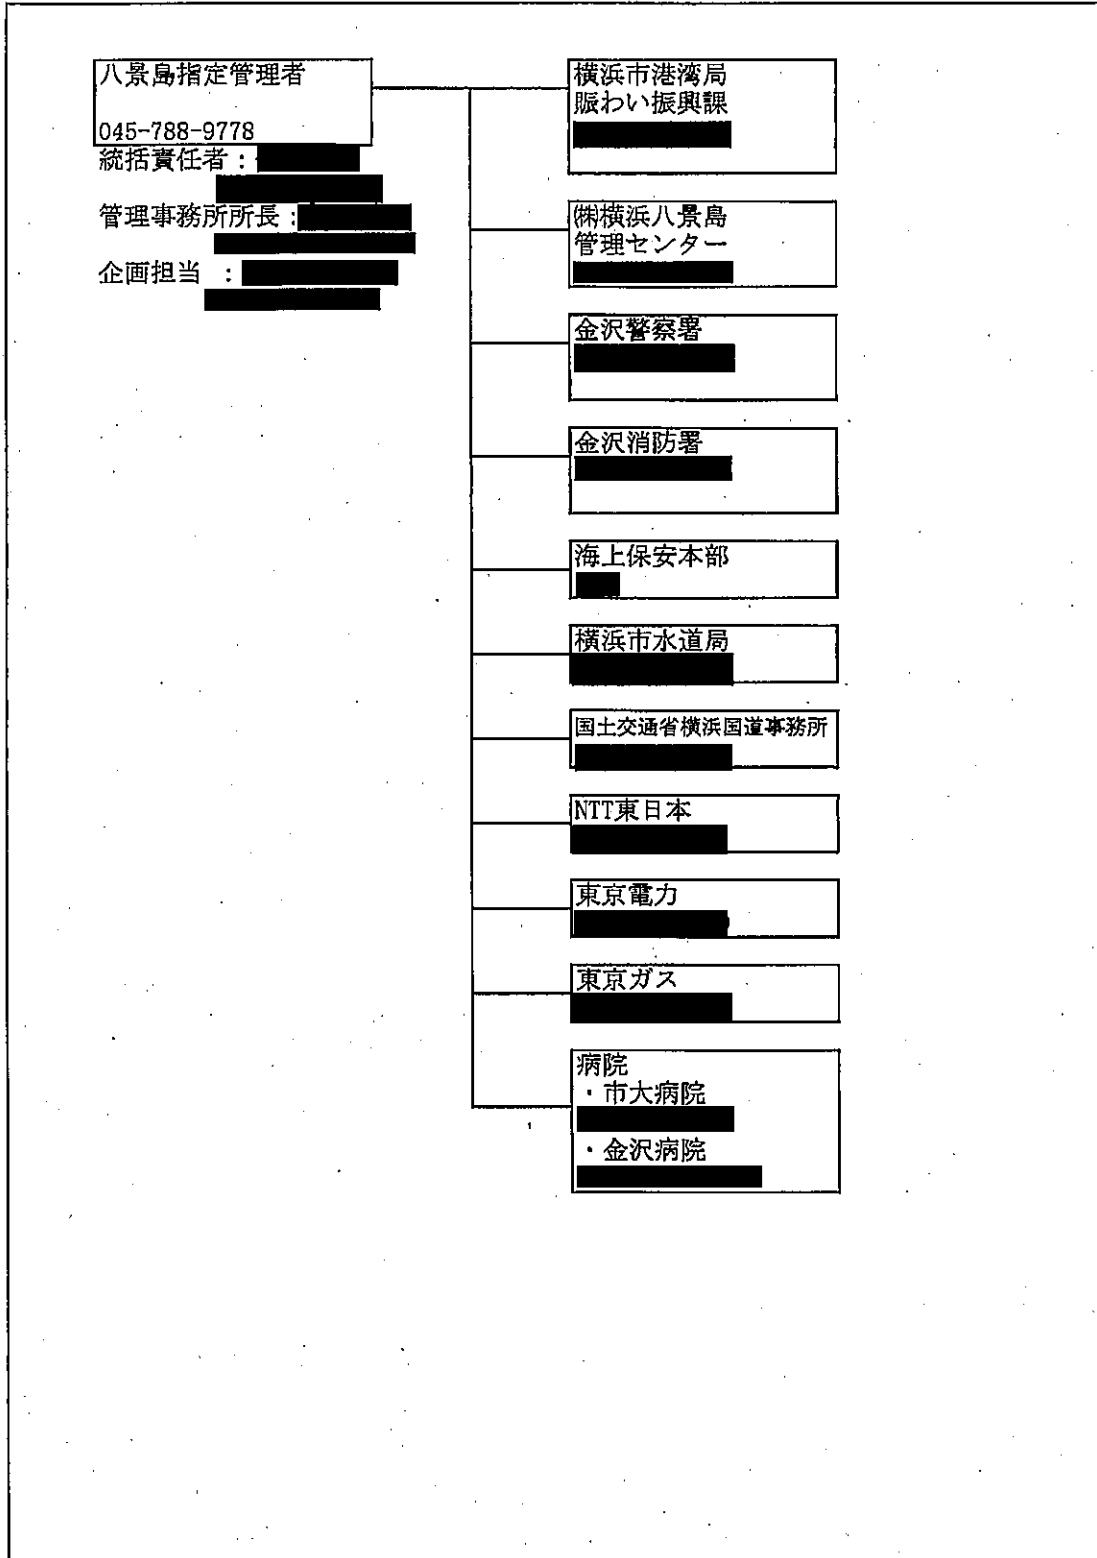 八景島指定管理者
045-788-9778
統括責任者：
管理事務所所長：
企画担当 ：
横浜市港湾局
賑わい振興課
㈱横浜八景島
管理センター
金沢警察署
金沢消防署
海上保安本部
横浜市水道局
国土交通省横浜国道事務所
NTT東日本
東京電力
東京ガス
病院
・市大病院
・金沢病院